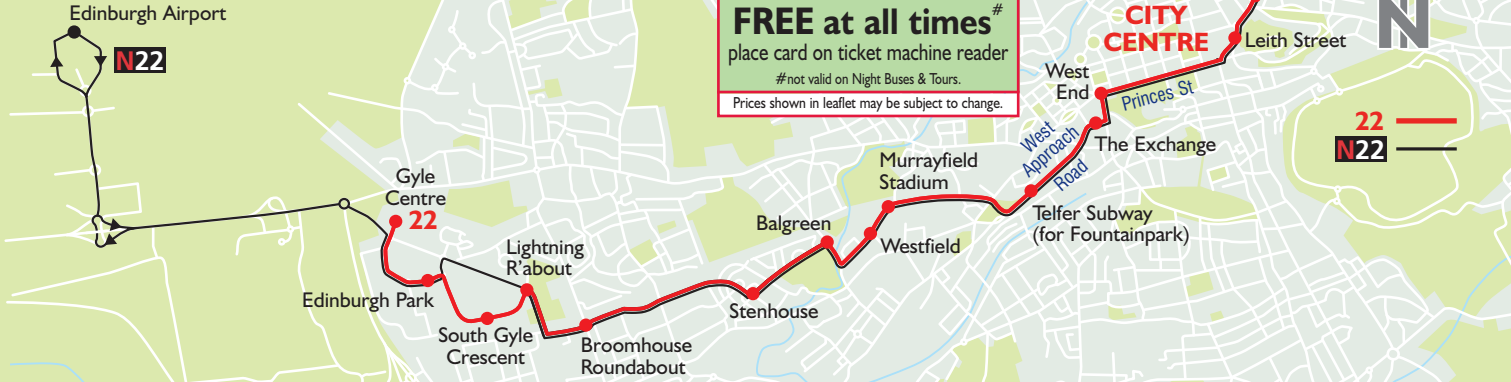 Edinburgh Airport
N22
FREE at all times#
place card on ticket machine reader
#not valid on Night Buses & Tours.
Prices shown in leaflet may be subject to change.
CITY
CENTRE
Leith Street
N
West
End
Princes St
22
N22
The Exchange
West
Approach
Road
Murrayfield
Stadium
Telfer Subway
(for Fountainpark)
Gyle
Centre
22
Balgreen
Westfield
Lightning
R'about
Edinburgh Park
Stenhouse
South Gyle
Crescent
Broomhouse
Roundabout